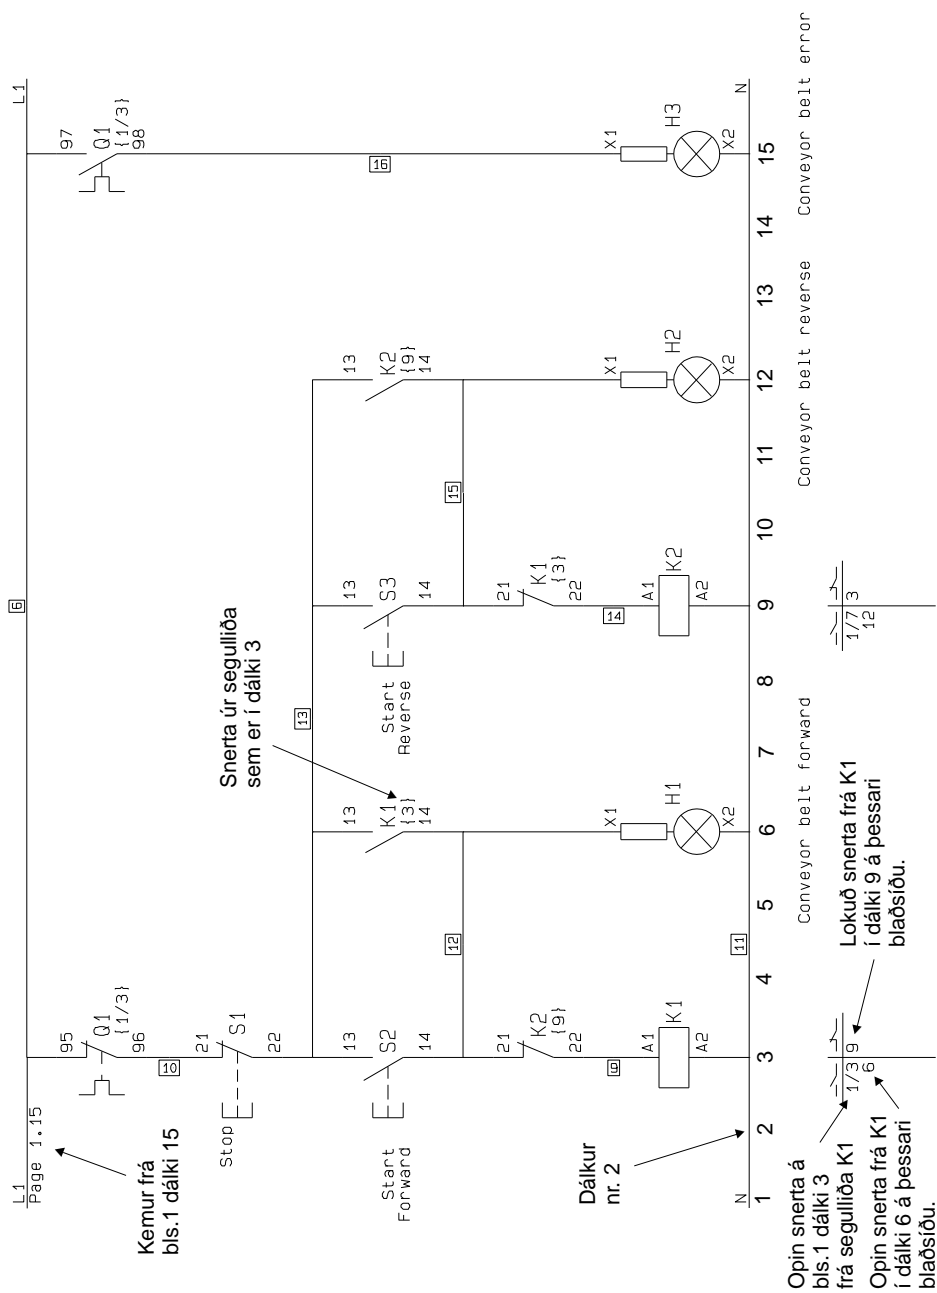 L1
6
L1
Page 1.15
95
97
Q1
{1/3}
96
Q1
{1/3}
98
Kemur frá
bls.1 dálki 15
10
21
S1
22
Stop
Snerta úr segulliða
sem er í dálki 3
13
13
S2
14
13
K1
{3}
14
13
S3
14
13
K2
{9}
14
16
Start
Forward
Start
Reverse
12
15
21
K2
{9}
22
21
K1
{3}
22
9
14
X1
X1
X1
Dálkur
nr. 2
A1
K1
A2
H1
X2
A1
K2
A2
H2
X2
H3
X2
N
11
N
1 2 3 4 5 6 7 8 9 10 11 12 13 14 15
Conveyor belt forward
Conveyor belt reverse
Conveyor belt error
1/3 9
6
1/7 3
12
Opin snerta á
bls.1 dálki 3
frá segulliða K1
Opin snerta frá K1
í dálki 6 á þessari
blaðsíðu.
Lokuð snerta frá K1
í dálki 9 á þessari
blaðsíðu.